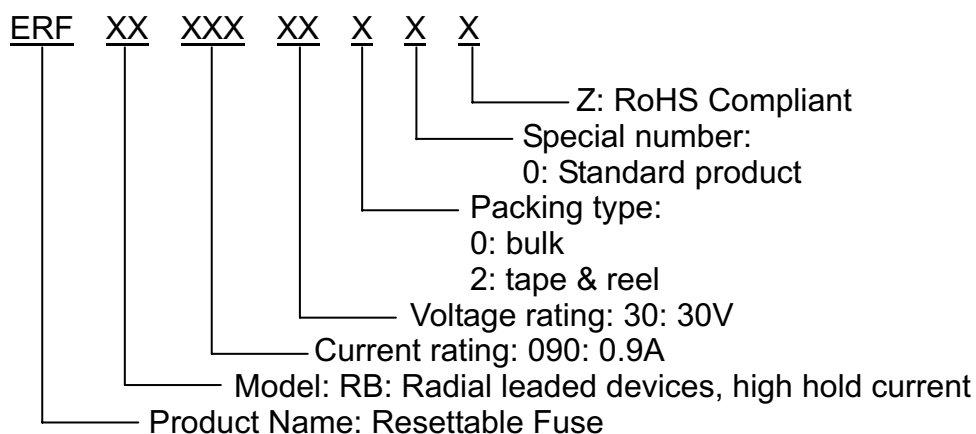 ERF XX XXX XX X X X
Z: RoHS Compliant
Special number:
0: Standard product
Packing type:
0: bulk
2: tape & reel
Voltage rating: 30: 30V
Current rating: 090: 0.9A
Model: RB: Radial leaded devices, high hold current
Product Name: Resettable Fuse